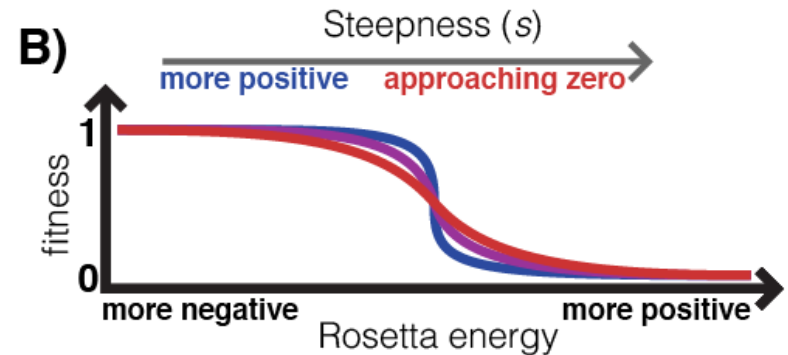 B)
Steepness (s)
more positive approaching zero
1
fitness
0
more negative more positive
Rosetta energy